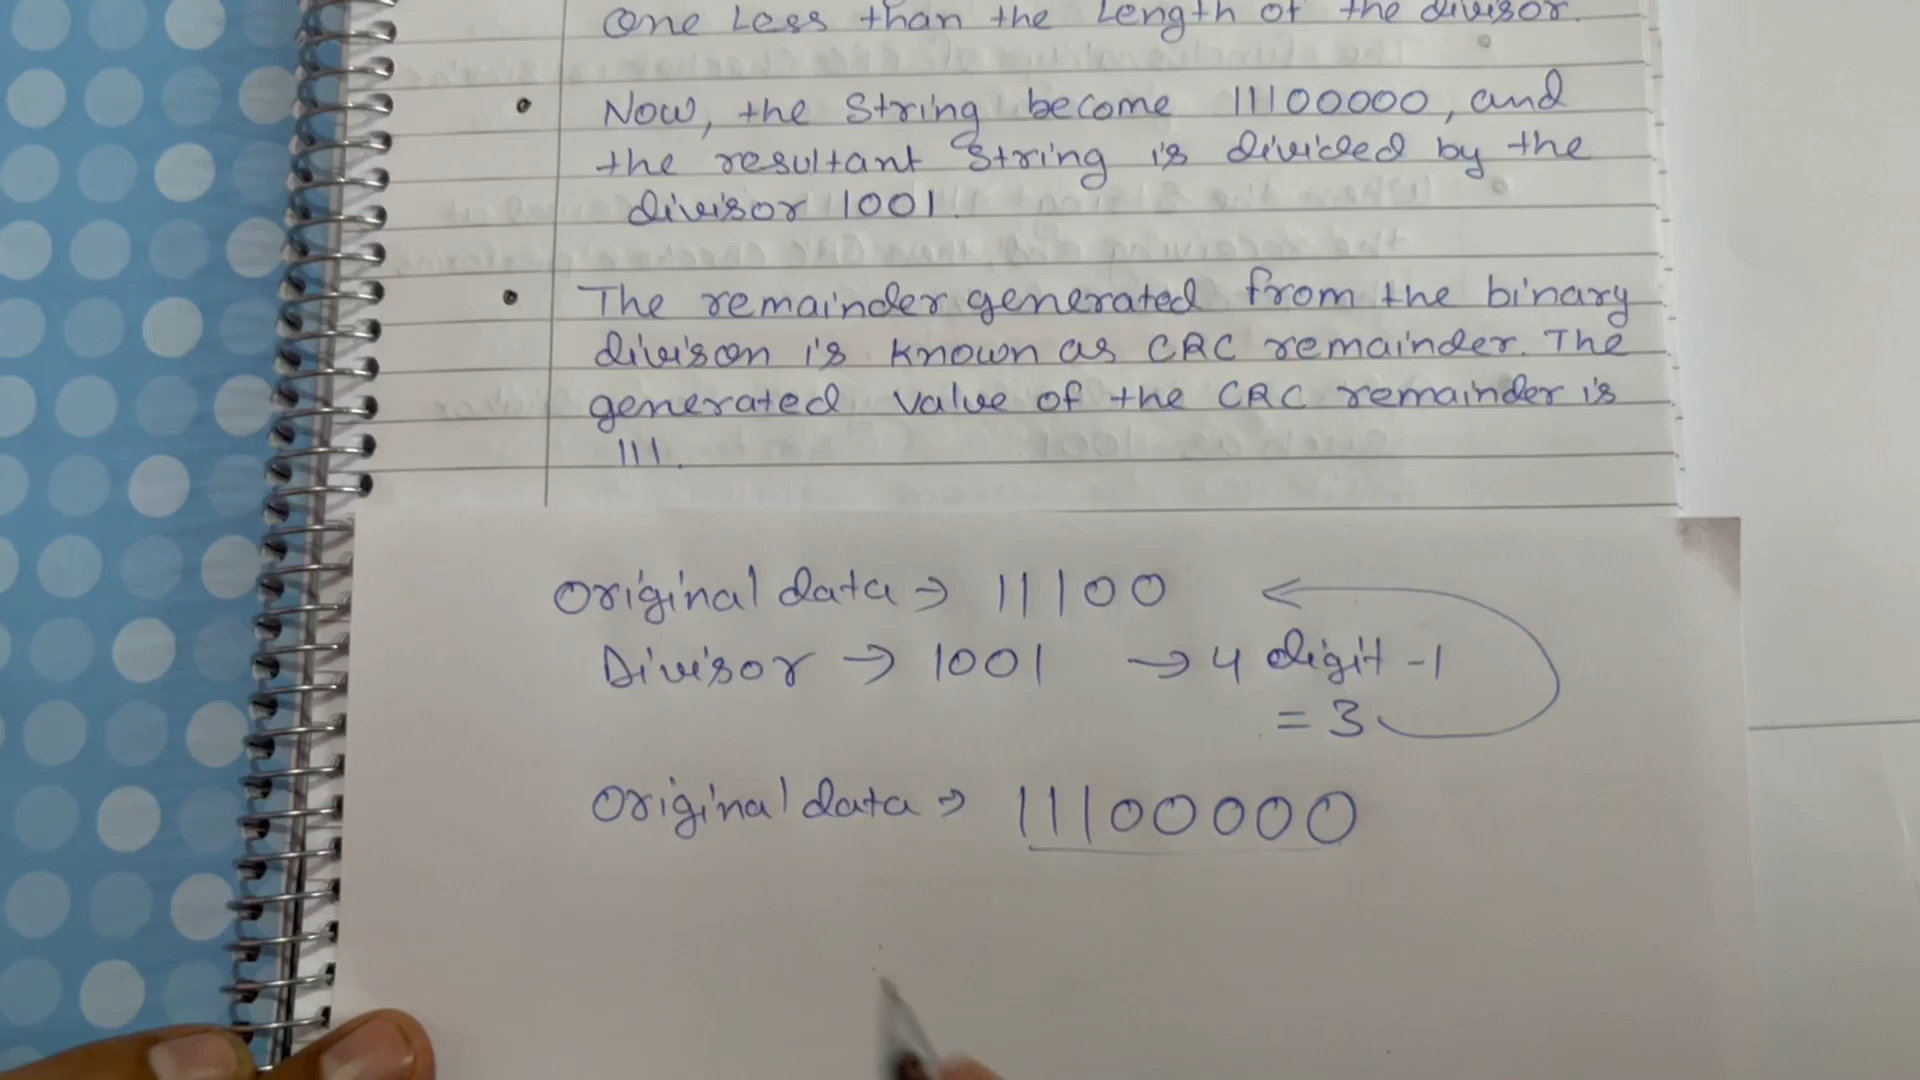 one less than the length of the divisor.
• Now, the string become 11100000, and
the resultant string is divided by the
divisor 1001.
• The remainder generated from the binary
divison is known as CRC remainder. The
generated value of the CRC remainder is
111.
Original data → 11100
Divisor → 1001 → 4 digit -1
= 3
Original data → 11100000